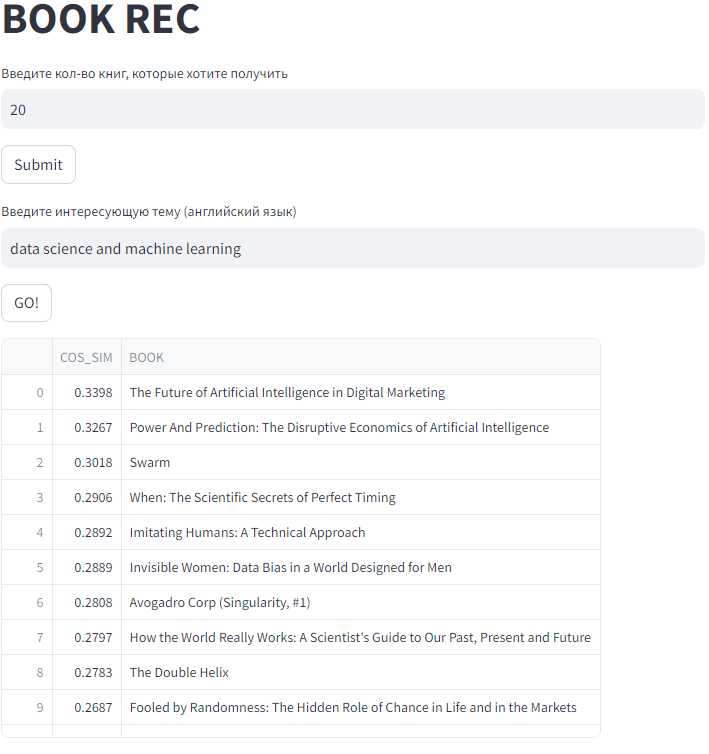 BOOK REC
Введите кол-во книг, которые хотите получить
20
Submit
Введите интересующую тему (английский язык)
data science and machine learning
GO!
COS_SIM BOOK
0 0.3398 The Future of Artificial Intelligence in Digital Marketing
1 0.3267 Power And Prediction: The Disruptive Economics of Artificial Intelligence
2 0.3018 Swarm
3 0.2906 When: The Scientific Secrets of Perfect Timing
4 0.2892 Imitating Humans: A Technical Approach
5 0.2889 Invisible Women: Data Bias in a World Designed for Men
6 0.2808 Avogadro Corp (Singularity, #1)
7 0.2797 How the World Really Works: A Scientist's Guide to Our Past, Present and Future
8 0.2783 The Double Helix
9 0.2687 Fooled by Randomness: The Hidden Role of Chance in Life and in the Markets